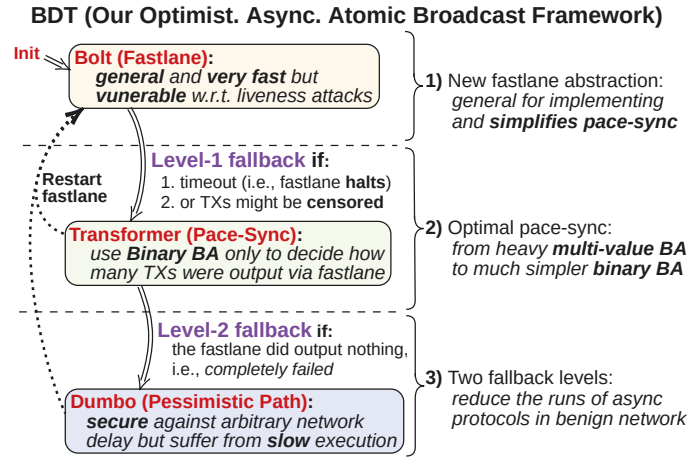 BDT (Our Optimist. Async. Atomic Broadcast Framework)
Init
Bolt (Fastlane):
general and very fast but
vunerable w.r.t. liveness attacks
1) New fastlane abstraction:
general for implementing
and simplifies pace-sync
Level-1 fallback if:
1. timeout (i.e., fastlane halts)
2. or TXs might be censored
Restart
fastlane
Transformer (Pace-Sync):
use Binary BA only to decide how
many TXs were output via fastlane
2) Optimal pace-sync:
from heavy multi-value BA
to much simpler binary BA
Level-2 fallback if:
the fastlane did output nothing,
i.e., completely failed
Dumbo (Pessimistic Path):
secure against arbitrary network
delay but suffer from slow execution
3) Two fallback levels:
reduce the runs of async
protocols in benign network